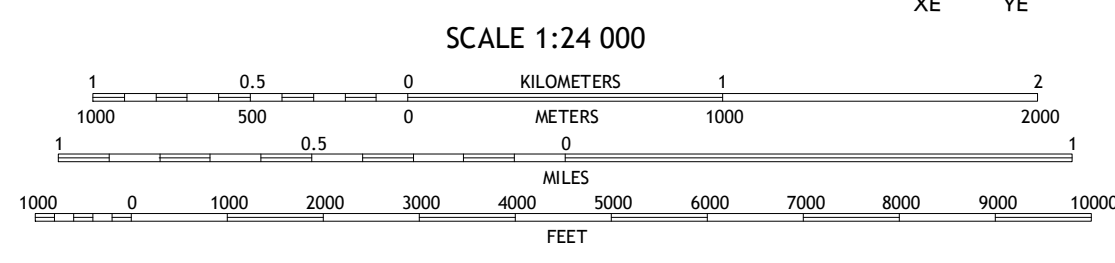 XE YE
SCALE 1:24 000
1 0.5 0 KILOMETERS 1 2
1000 500 0 METERS 1000 2000
1 0.5 0 1
MILES
1000 0 1000 2000 3000 4000 5000 6000 7000 8000 9000 10000
FEET